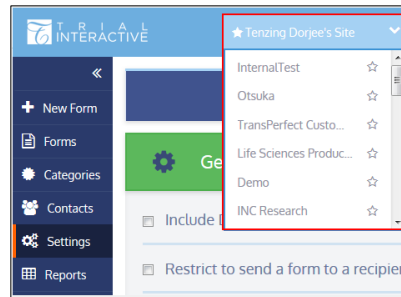 TRIAL
INTERACTIVE
Tenzing Dorjee's Site
InternalTest
Otsuka
TransPerfect Custo...
Life Sciences Produc...
Demo
INC Research
«
New Form
Forms
Categories
Contacts
Settings
Reports
Ge
Include D
Restrict to send a form to a recipier